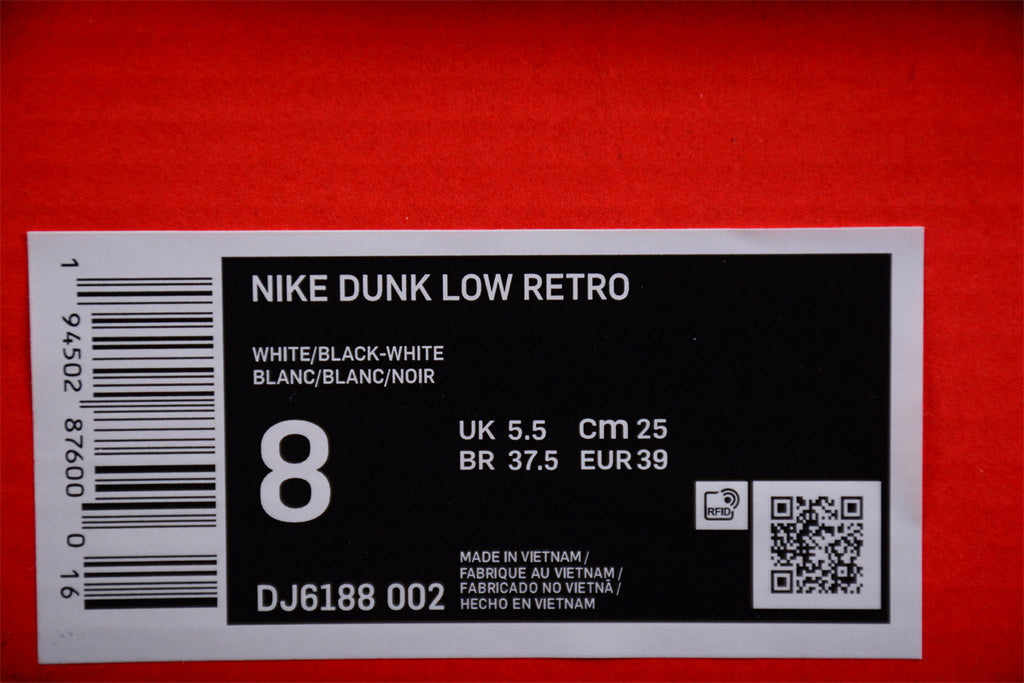 NIKE DUNK LOW RETRO
WHITE/BLACK-WHITE
BLANC/BLANC/NOIR
8
UK 5.5 cm 25
BR 37.5 EUR 39
RFID
MADE IN VIETNAM /
FABRIQUE AU VIETNAM /
FABRICADO NO VIETNÃ /
HECHO EN VIETNAM
DJ6188 002
1 94502 87600 0 16